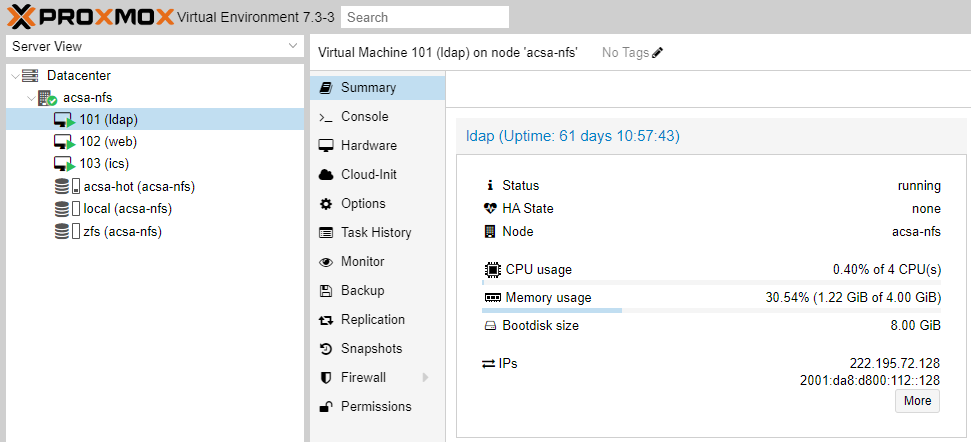 PROXMOX Virtual Environment 7.3-3 Search
Server View
Datacenter
acsa-nfs
101 (ldap)
102 (web)
103 (ics)
acsa-hot (acsa-nfs)
local (acsa-nfs)
zfs (acsa-nfs)
Virtual Machine 101 (ldap) on node 'acsa-nfs' No Tags
Summary
Console
Hardware
Cloud-Init
Options
Task History
Monitor
Backup
Replication
Snapshots
Firewall
Permissions
ldap (Uptime: 61 days 10:57:43)
Status running
HA State none
Node acsa-nfs
CPU usage 0.40% of 4 CPU(s)
Memory usage 30.54% (1.22 GiB of 4.00 GiB)
Bootdisk size 8.00 GiB
IPs 222.195.72.128
2001:da8:d800:112::128
More